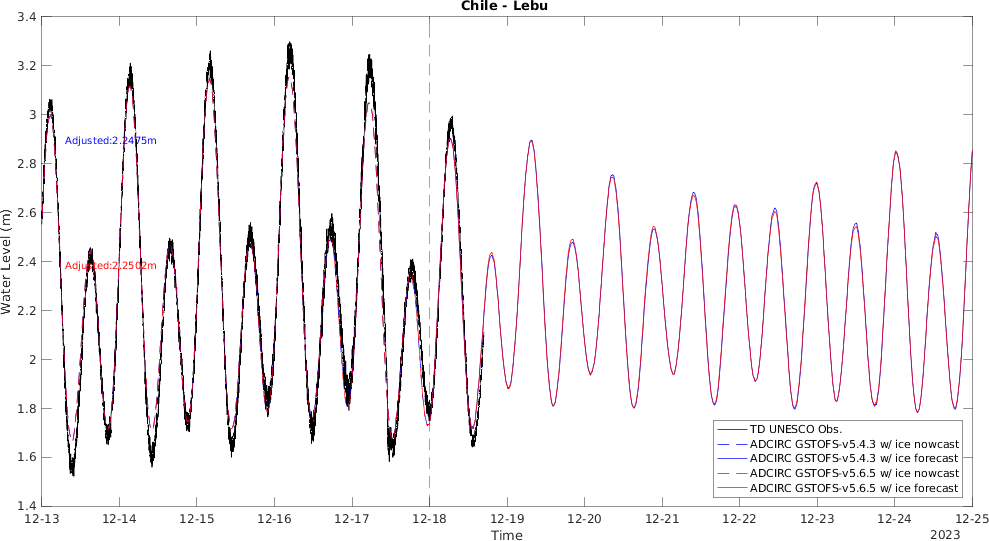 Chile - Lebu
3.4
3.2
3
2.8
2.6
2.4
2.2
2
1.8
1.6
1.4
Water Level (m)
Adjusted:2.2475m
Adjusted:2.2502m
TD UNESCO Obs.
ADCIRC GSTOFS-v5.4.3 w/ ice nowcast
ADCIRC GSTOFS-v5.4.3 w/ ice forecast
ADCIRC GSTOFS-v5.6.5 w/ ice nowcast
ADCIRC GSTOFS-v5.6.5 w/ ice forecast
12-13 12-14 12-15 12-16 12-17 12-18 12-19 12-20 12-21 12-22 12-23 12-24 12-25
Time
2023